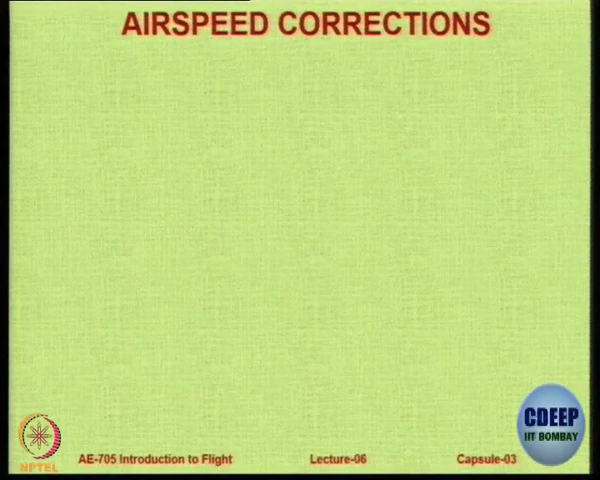 AIRSPEED CORRECTIONS
CDEEP
IIT BOMBAY
NPTEL
AE-705 Introduction to Flight
Lecture-06
Capsule-03